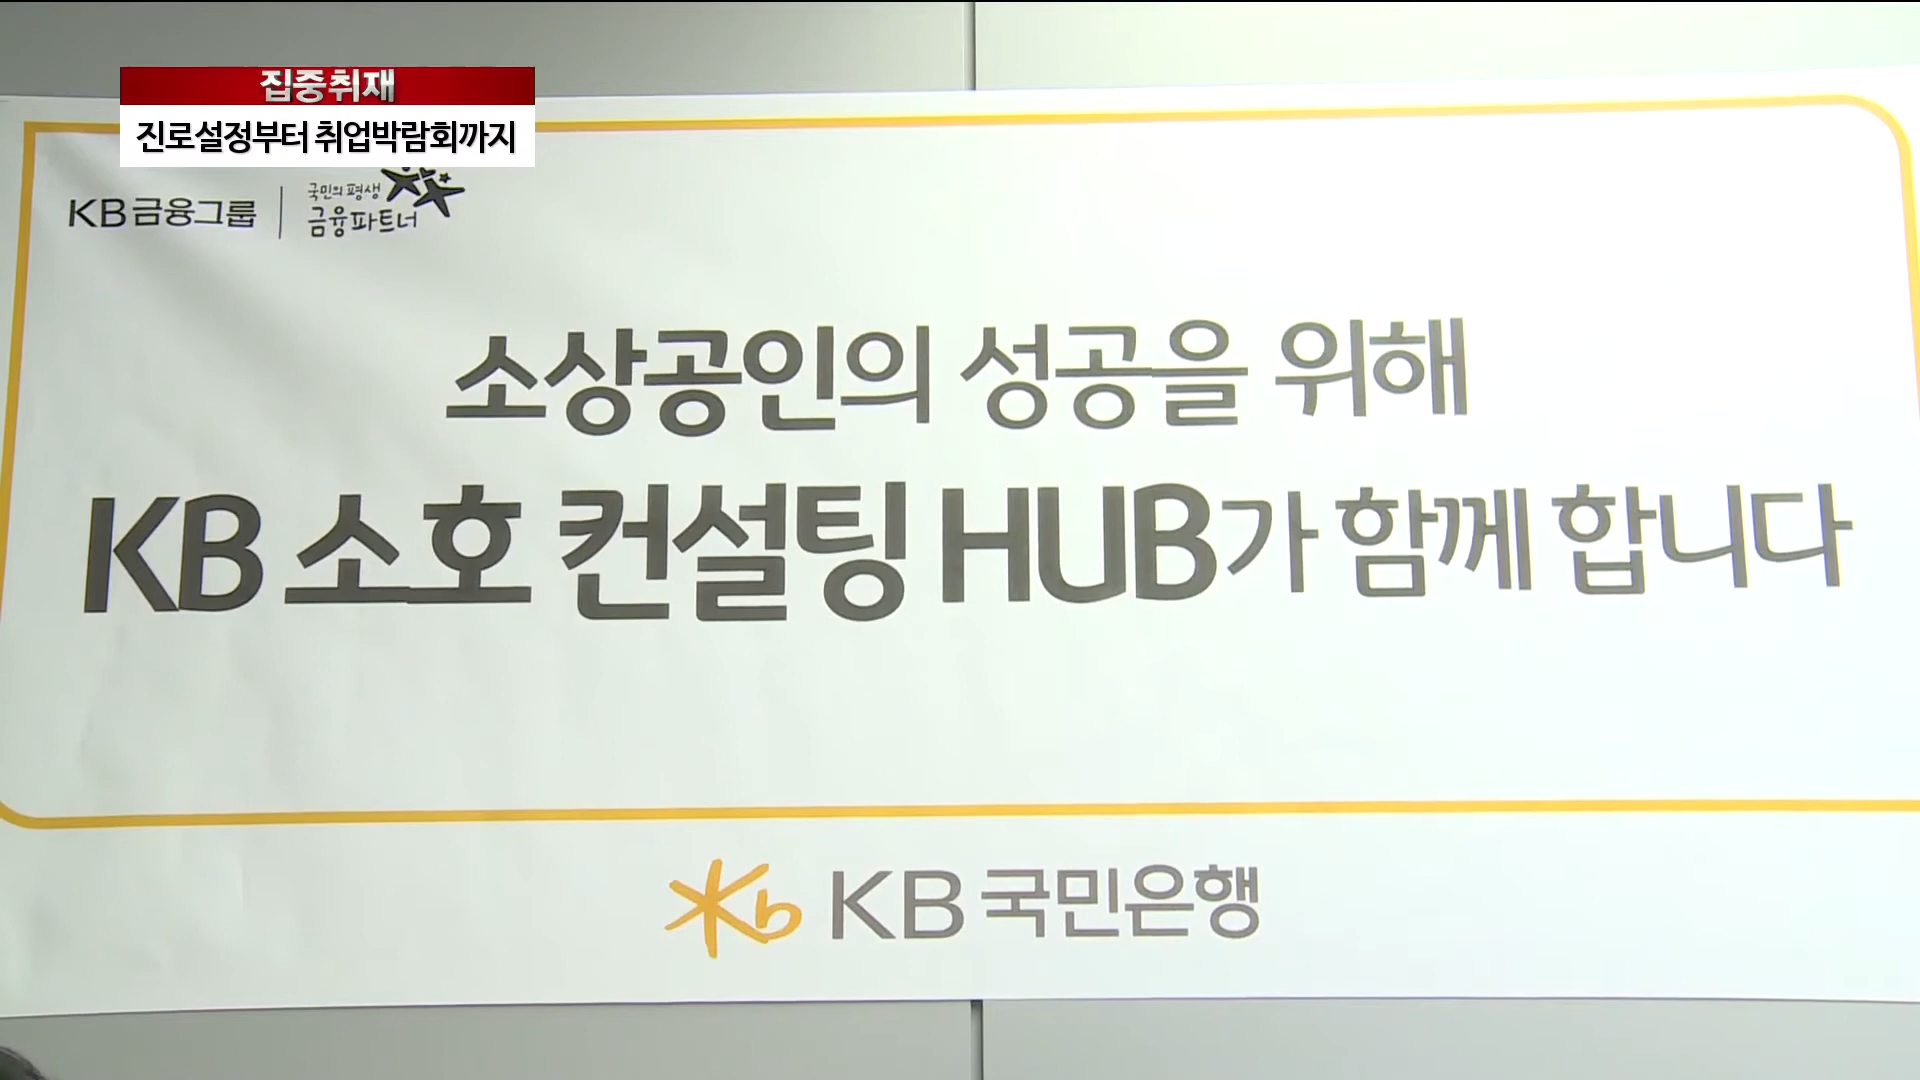 집중취재
진로설정부터 취업박람회까지
KB금융그룹
국민의 평생
금융파트너
소상공인의 성공을 위해
KB 소호 컨설팅 HUB가 함께 합니다
Kb KB국민은행